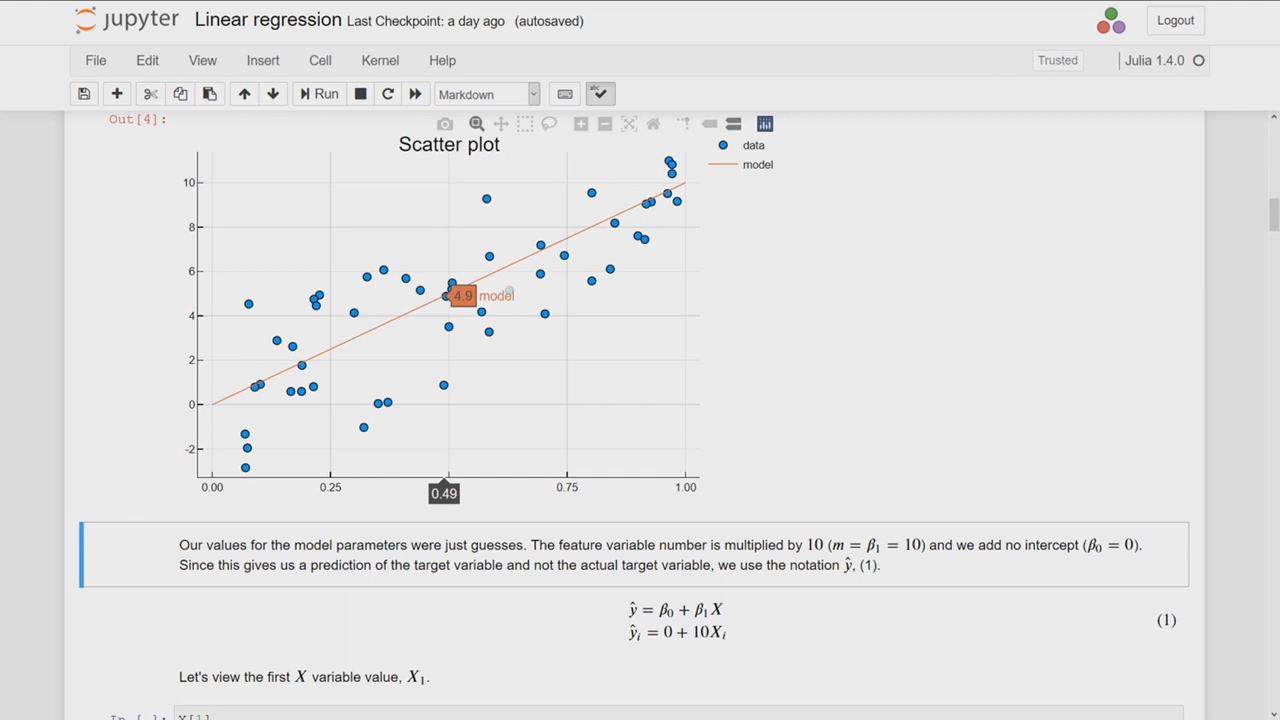 jupyter Linear regression Last Checkpoint: a day ago (autosaved) Logout
File Edit View Insert Cell Kernel Help Trusted Julia 1.4.0
Run Markdown
Out[4]:
Scatter plot
data
model
10
8
6
4
2
0
-2
4.9 model
0.00 0.25 0.49 0.75 1.00
Our values for the model parameters were just guesses. The feature variable number is multiplied by 10 (m = β₁ = 10) and we add no intercept (β₀ = 0).
Since this gives us a prediction of the target variable and not the actual target variable, we use the notation ŷ, (1).
ŷ = β₀ + β₁X
ŷᵢ = 0 + 10Xᵢ
(1)
Let's view the first X variable value, X₁.
In [ ]: X[1]